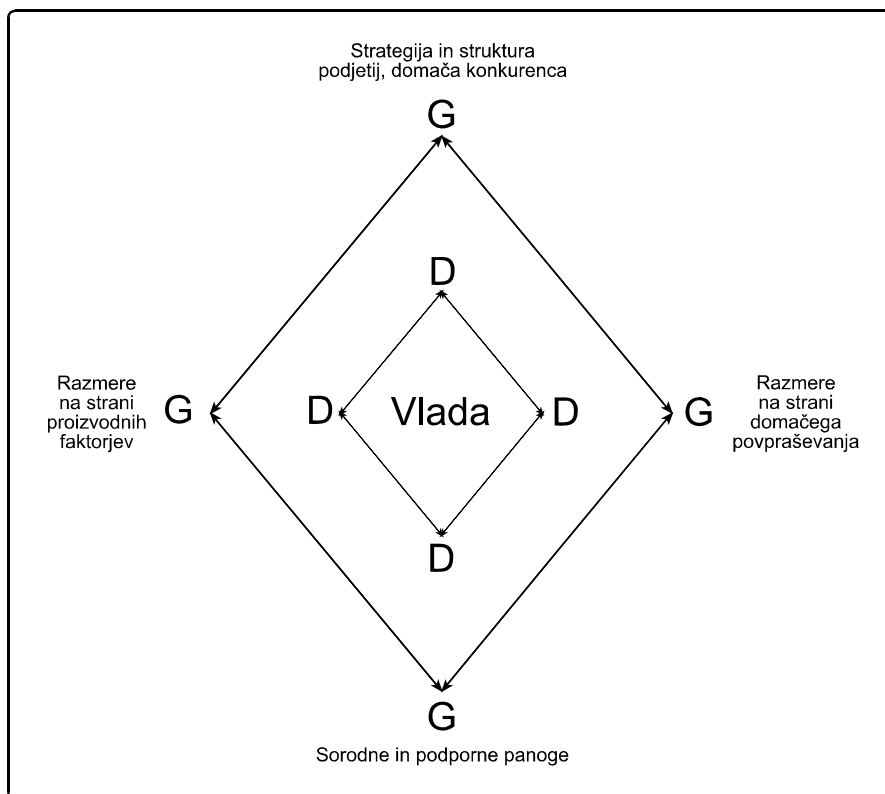 Strategija in struktura
podjetij, domača konkurenca
G
D
Razmere
na strani
proizvodnih
faktorjev
G
D
Vlada
D
G
Razmere
na strani
domačega
povpraševanja
D
G
Sorodne in podporne panoge